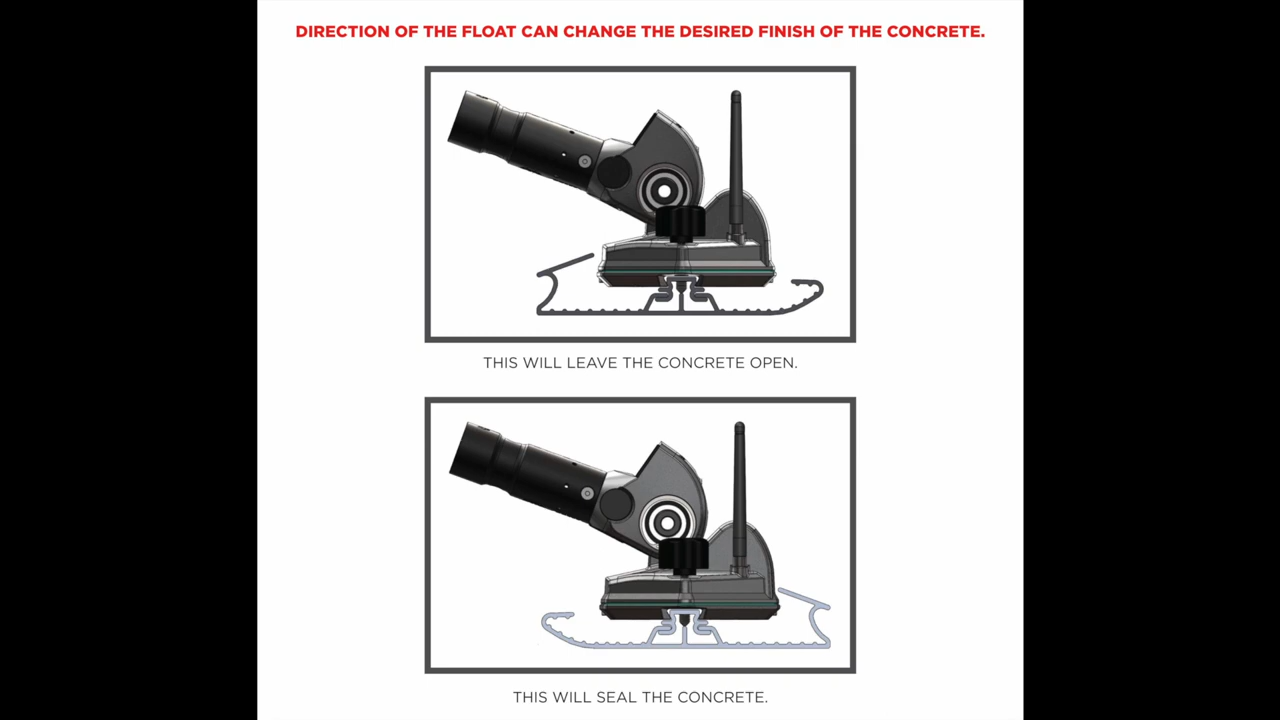 DIRECTION OF THE FLOAT CAN CHANGE THE DESIRED FINISH OF THE CONCRETE.
THIS WILL LEAVE THE CONCRETE OPEN.
THIS WILL SEAL THE CONCRETE.